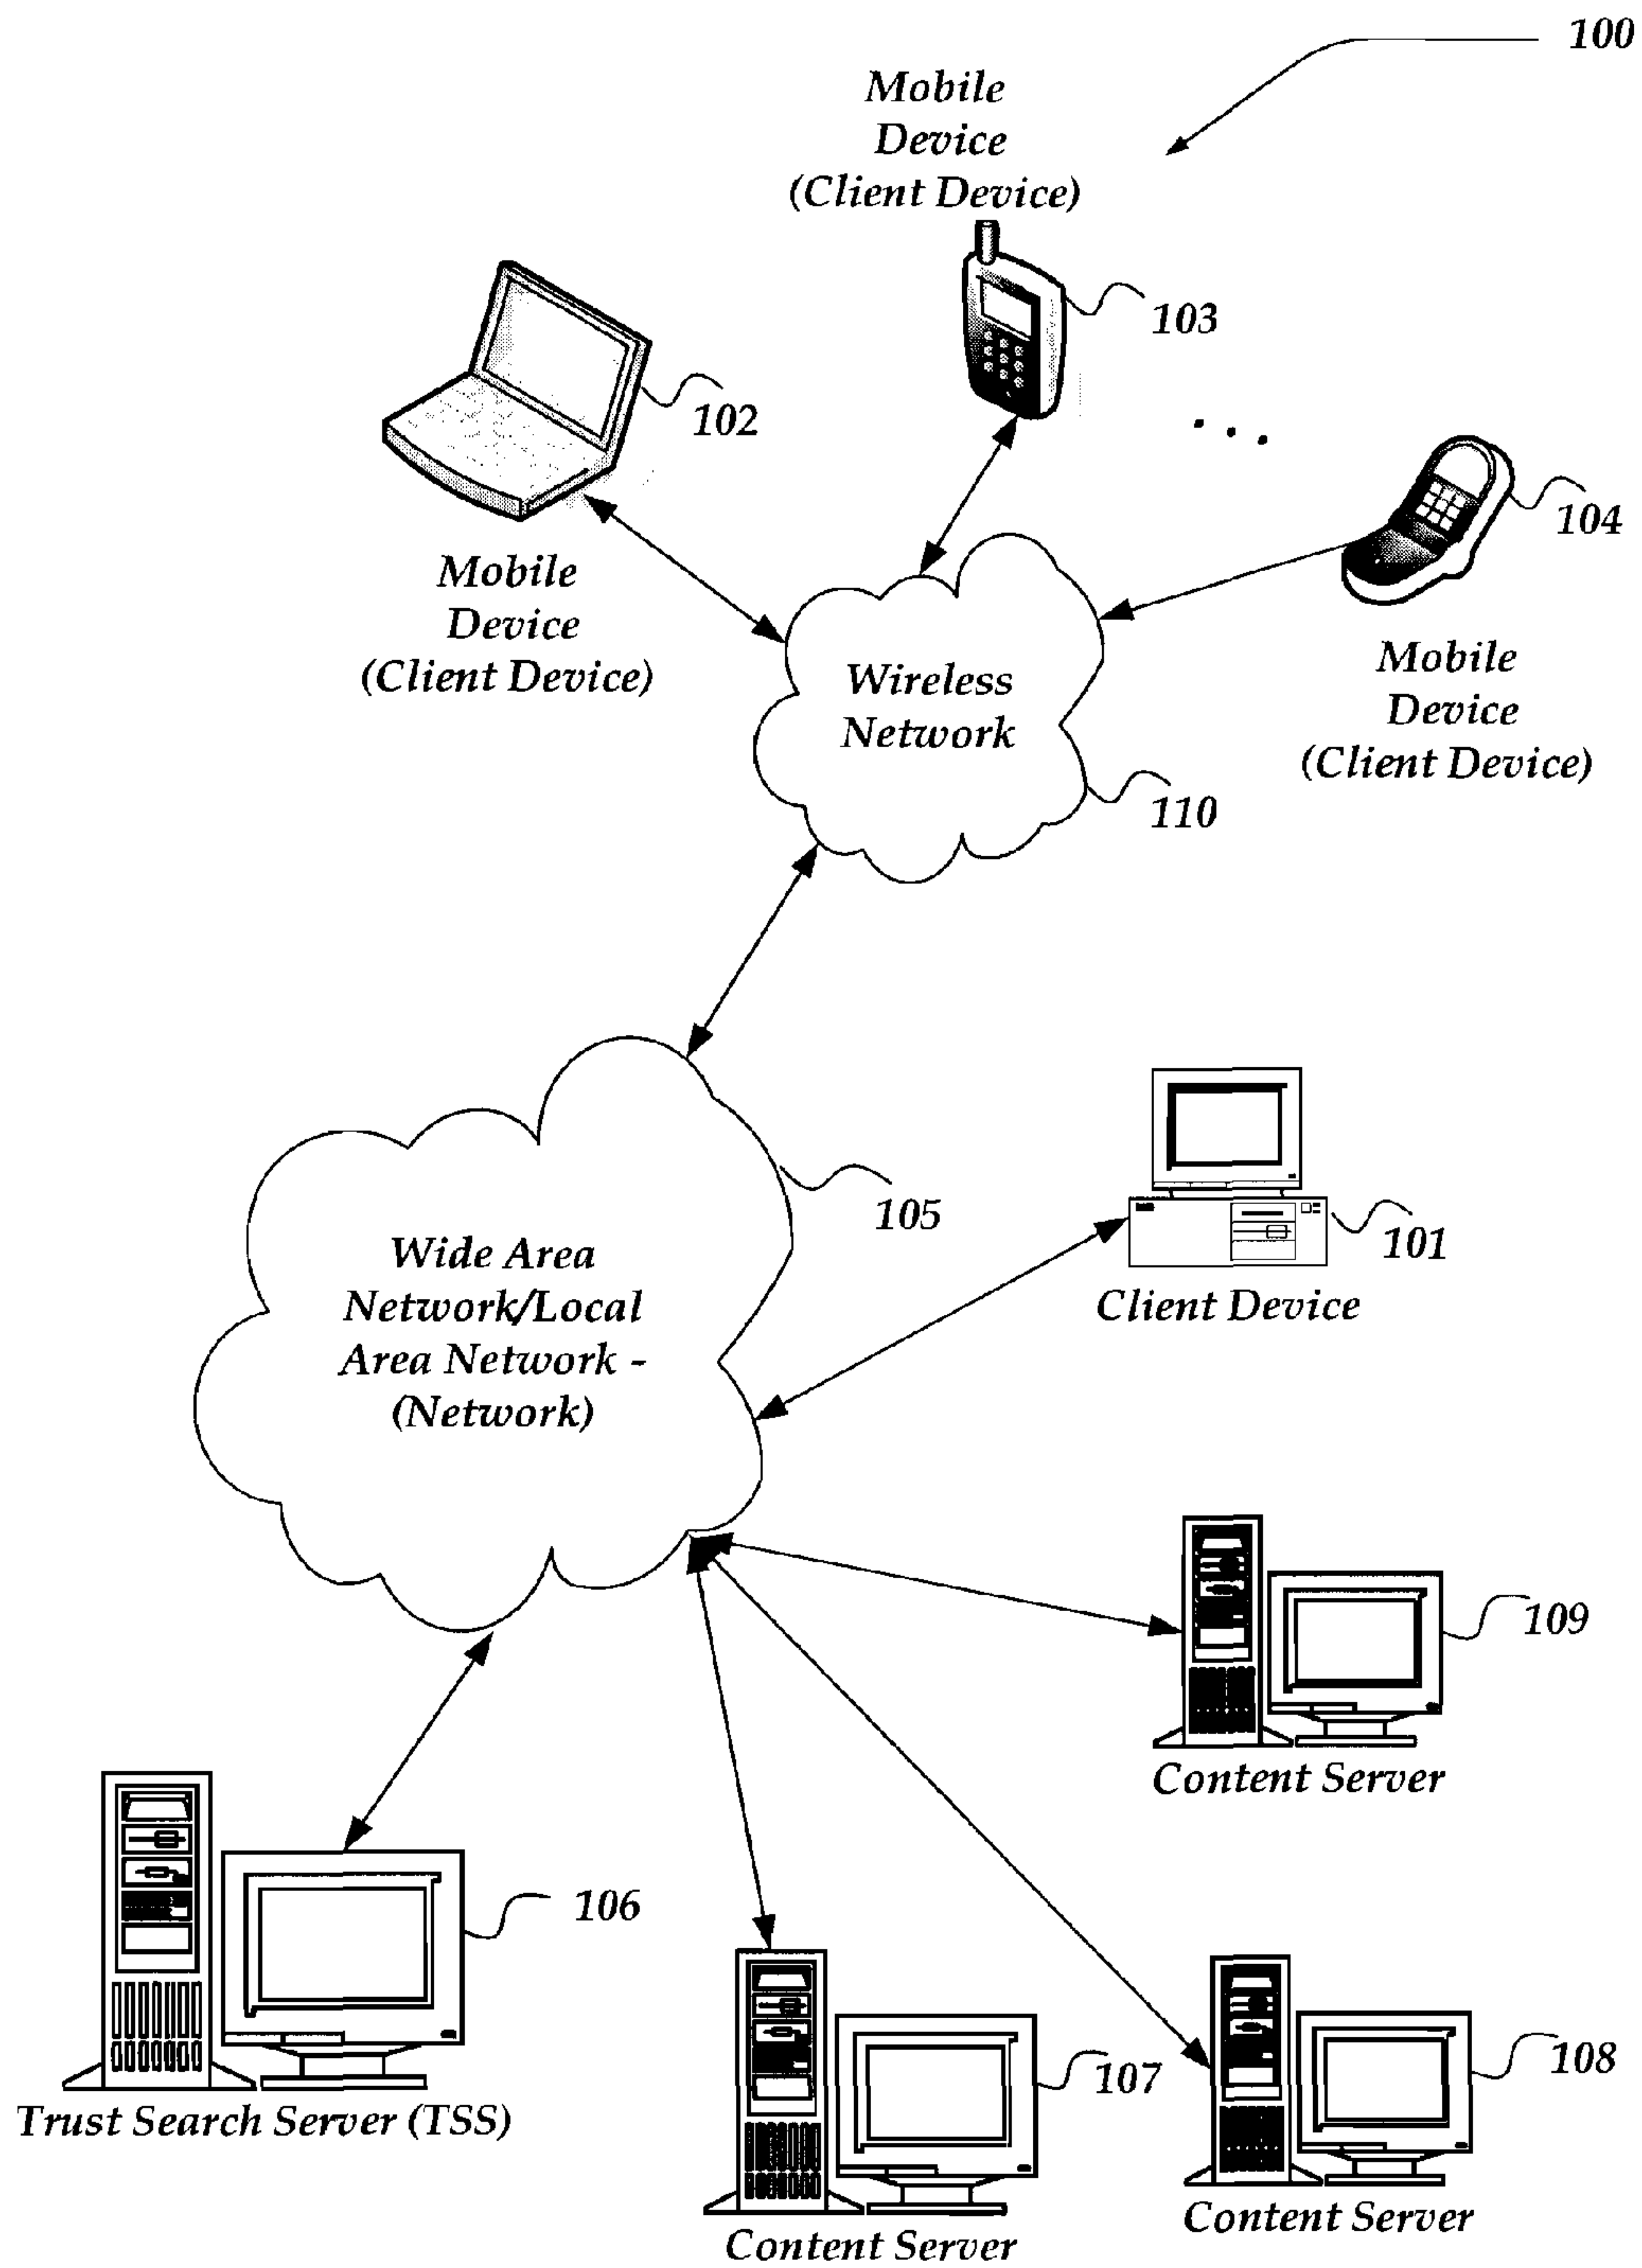 100
Mobile
Device
(Client Device)
103
102
. . .
104
Mobile
Device
(Client Device)
Mobile
Device
(Client Device)
Wireless
Network
110
105
Wide Area
Network/Local
Area Network -
(Network)
101
Client Device
109
Content Server
106
Trust Search Server (TSS)
107
Content Server
108
Content Server